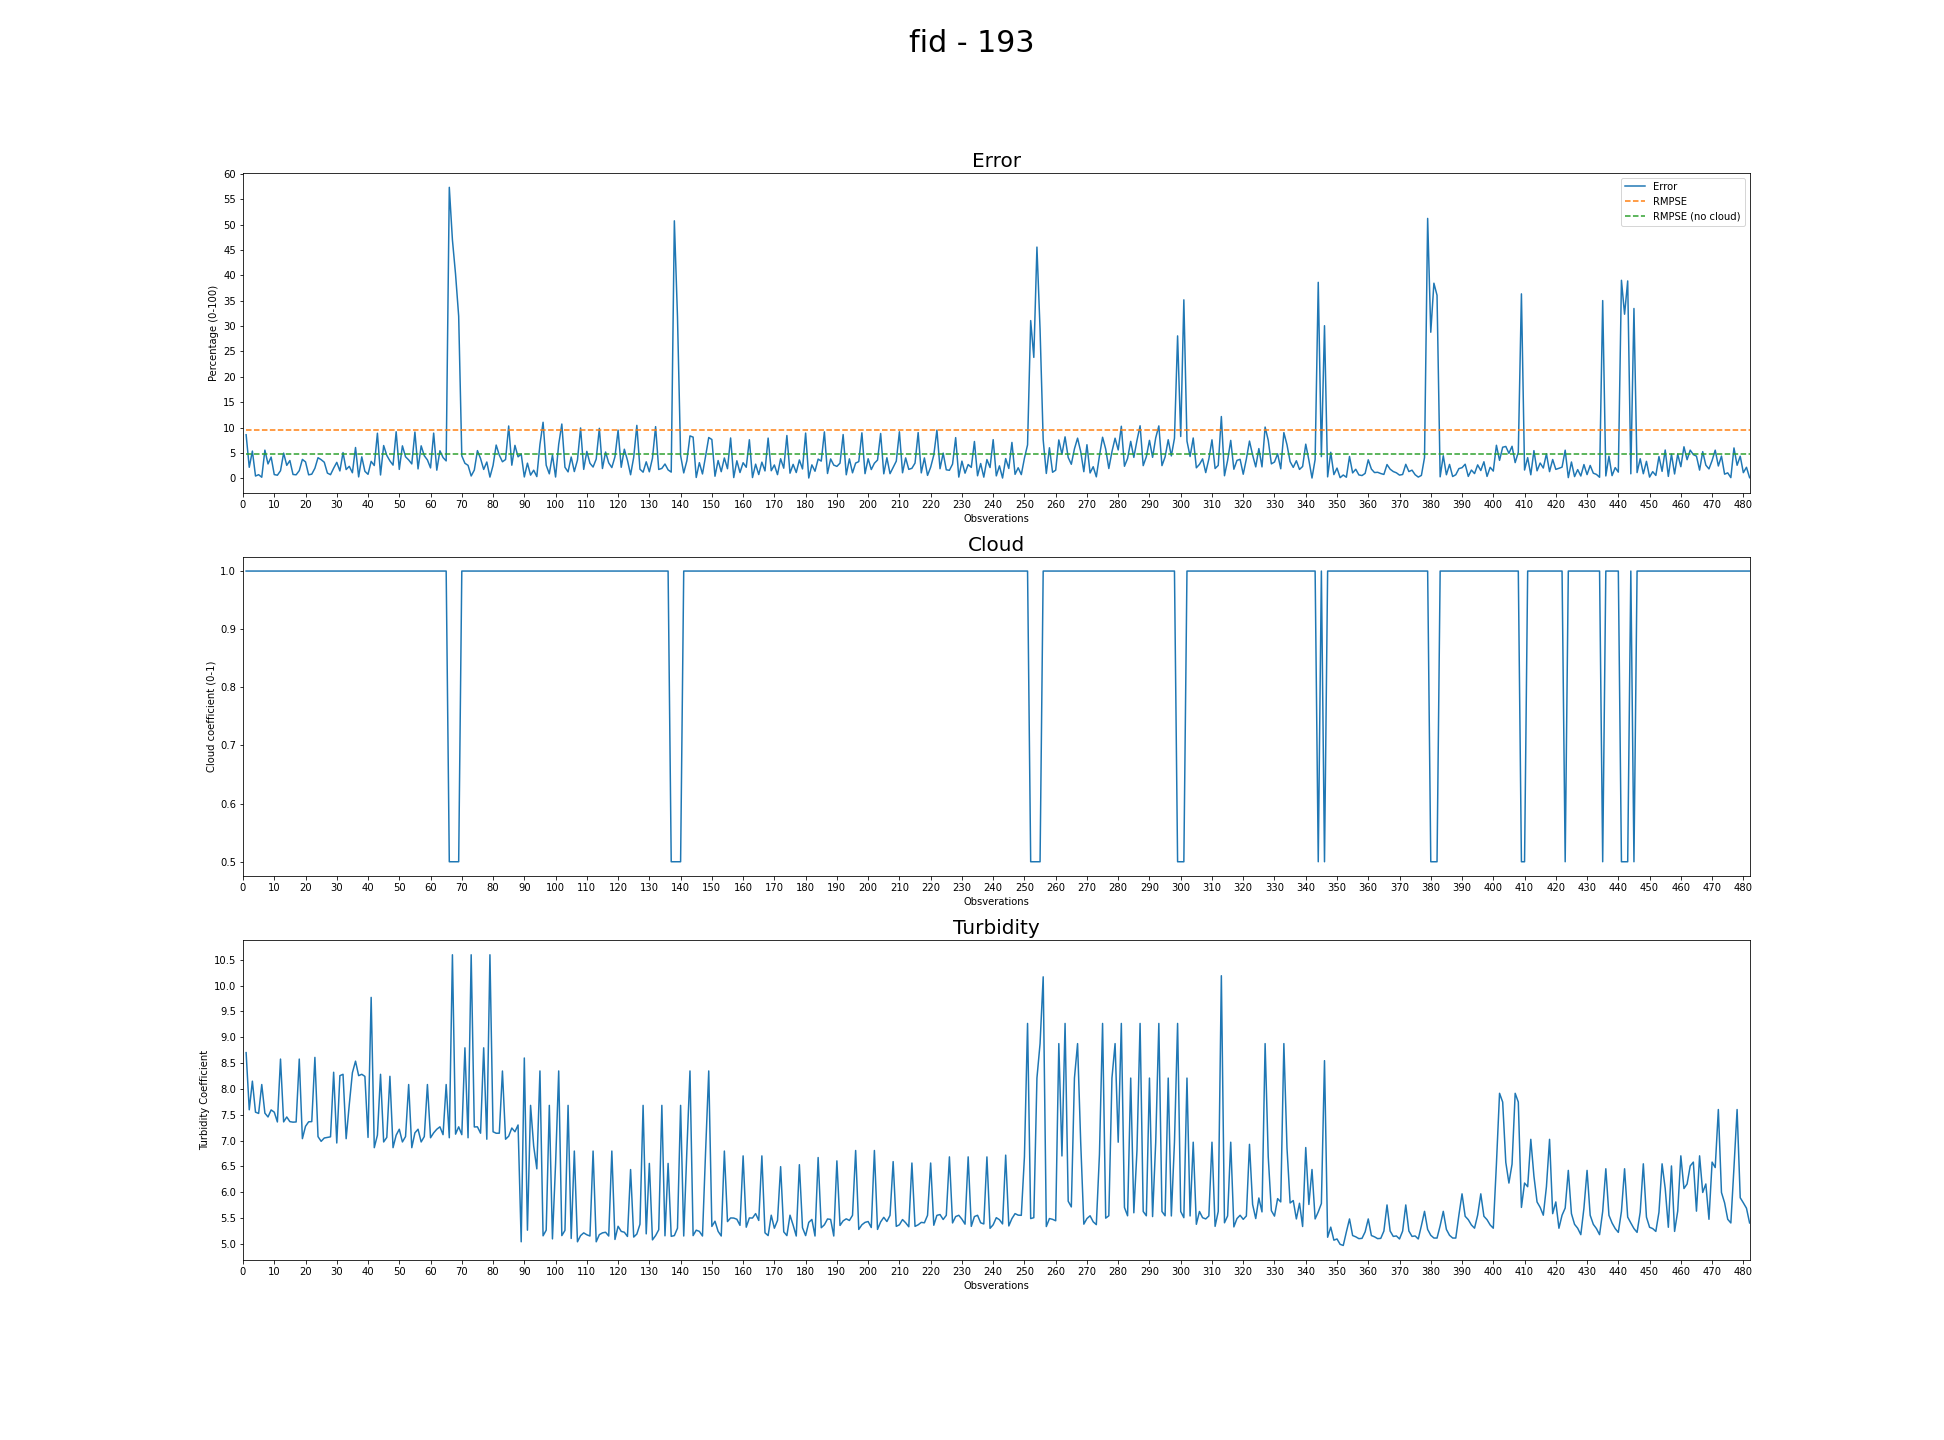 fid - 193
Error
60
55
50
45
40
35
30
25
20
15
10
5
0
Percentage (0-100)
Error
RMPSE
RMPSE (no cloud)
0 10 20 30 40 50 60 70 80 90 100 110 120 130 140 150 160 170 180 190 200 210 220 230 240 250 260 270 280 290 300 310 320 330 340 350 360 370 380 390 400 410 420 430 440 450 460 470 480
Obsverations
Cloud
1.0
0.9
0.8
0.7
0.6
0.5
Cloud coefficient (0-1)
0 10 20 30 40 50 60 70 80 90 100 110 120 130 140 150 160 170 180 190 200 210 220 230 240 250 260 270 280 290 300 310 320 330 340 350 360 370 380 390 400 410 420 430 440 450 460 470 480
Obsverations
Turbidity
10.5
10.0
9.5
9.0
8.5
8.0
7.5
7.0
6.5
6.0
5.5
5.0
Turbidity Coefficient
0 10 20 30 40 50 60 70 80 90 100 110 120 130 140 150 160 170 180 190 200 210 220 230 240 250 260 270 280 290 300 310 320 330 340 350 360 370 380 390 400 410 420 430 440 450 460 470 480
Obsverations